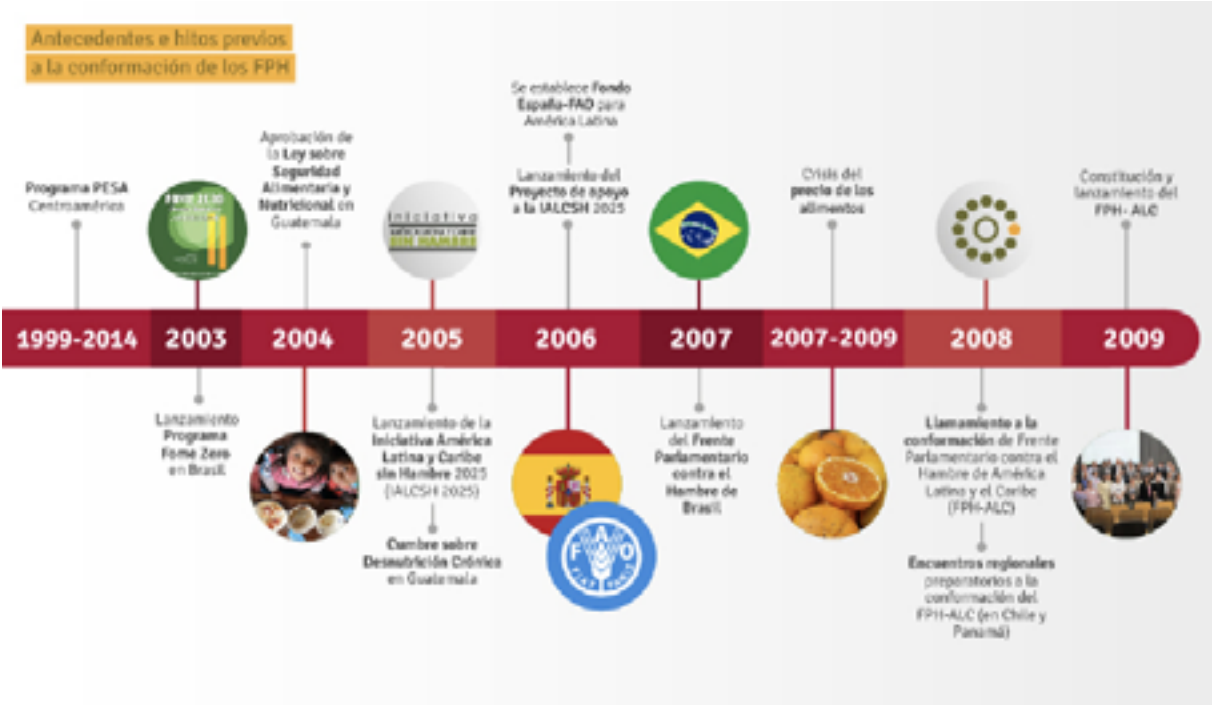 Antecedentes e hitos previos
a la conformación de los FPH
Programa PESA
Centroamérica
1999-2014
2003
Lanzamiento
Programa
Fome Zero
en Brasil
Aprobación de
la Ley sobre
Seguridad
Alimentaria y
Nutricional en
Guatemala
2004
Iniciativa
SIN HAMBRE
2005
Lanzamiento de la
Iniciativa América
Latina y Caribe
sin Hambre 2025
(IALCSH 2025)
Cumbre sobre
Desnutrición Crónica
en Guatemala
Se establece Fondo
España-FAO para
América Latina
Lanzamiento del
Proyecto de apoyo
a la IALCSH 2025
2006
FAO
FIAT PANIS
2007
Lanzamiento
del Frente
Parlamentario
contra el
Hambre de
Brasil
Crisis del
precio de los
alimentos
2007-2009
2008
Llamamiento a la
conformación de Frente
Parlamentario contra el
Hambre de América
Latina y el Caribe
(FPH-ALC)
Encuentros regionales
preparatorios a la
conformación del
FPH-ALC (en Chile y
Panamá)
Constitución y
lanzamiento del
FPH- ALC
2009